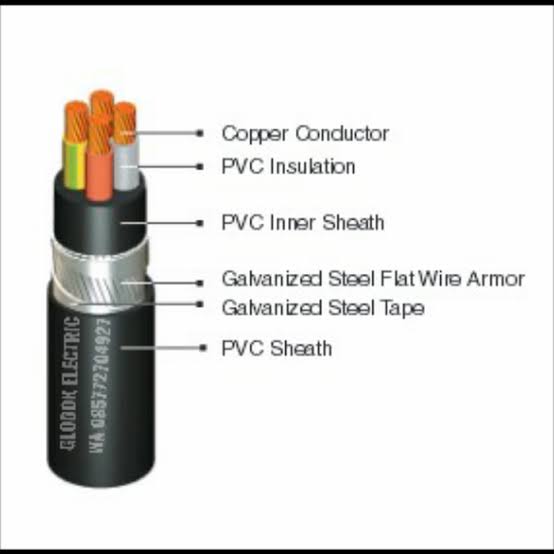 Copper Conductor
PVC Insulation
PVC Inner Sheath
Galvanized Steel Flat Wire Armor
Galvanized Steel Tape
PVC Sheath
GLODOK ELECTRIC
WA 085772704927